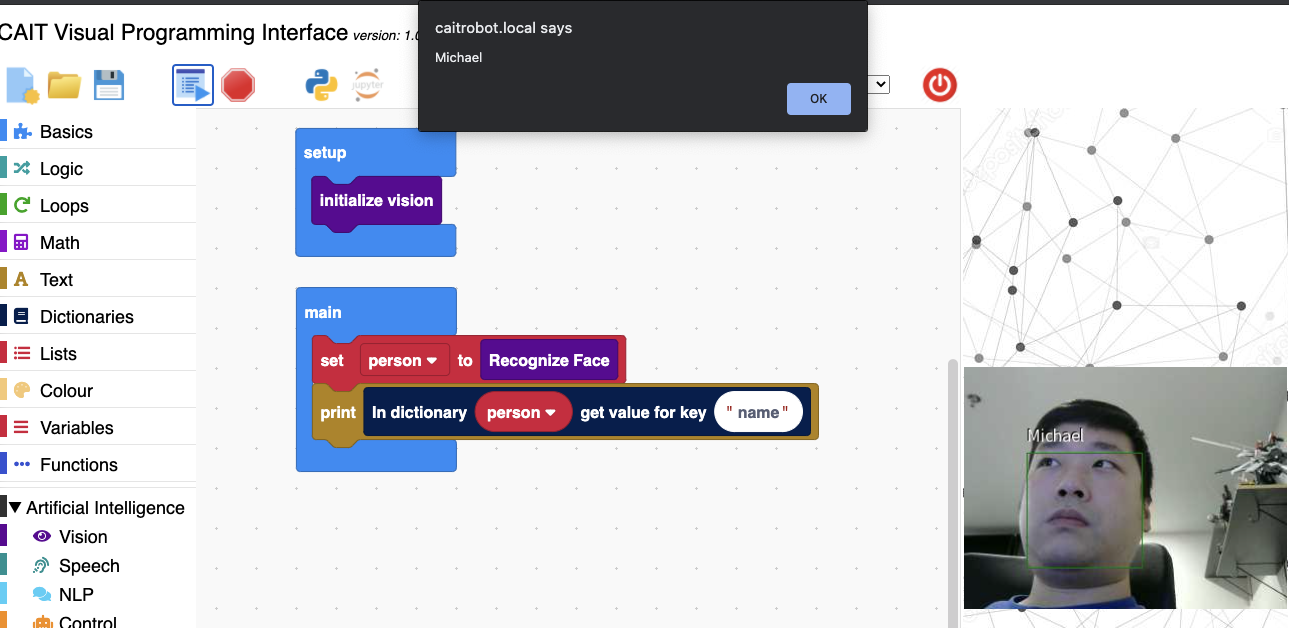 caitrobot.local says
Michael
OK
CAIT Visual Programming Interface version: 1.0
jupyter
Basics
Logic
Loops
Math
Text
Dictionaries
Lists
Colour
Variables
Functions
Artificial Intelligence
Vision
Speech
NLP
Control
setup
initialize vision
main
set person to Recognize Face
print In dictionary person get value for key " name "
Michael